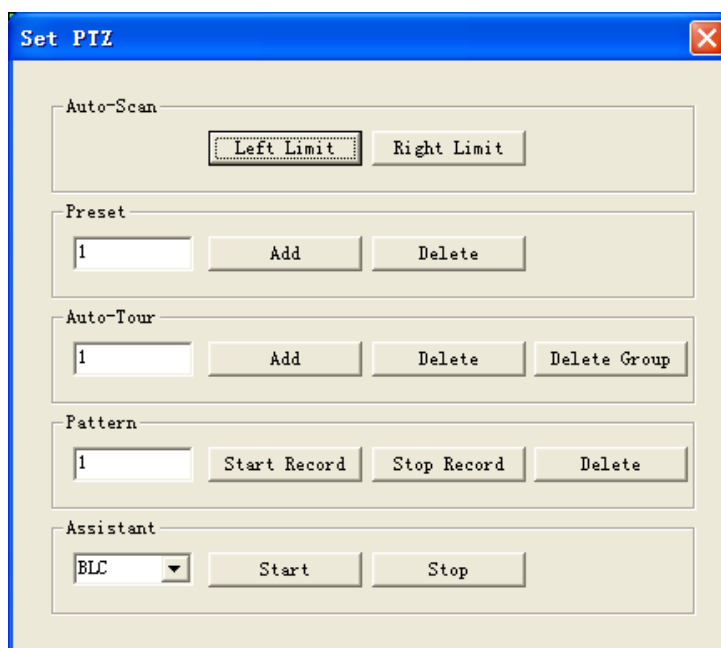 Set PTZ
Auto-Scan
Left Limit Right Limit
Preset
1 Add Delete
Auto-Tour
1 Add Delete Delete Group
Pattern
1 Start Record Stop Record Delete
Assistant
BLC Start Stop